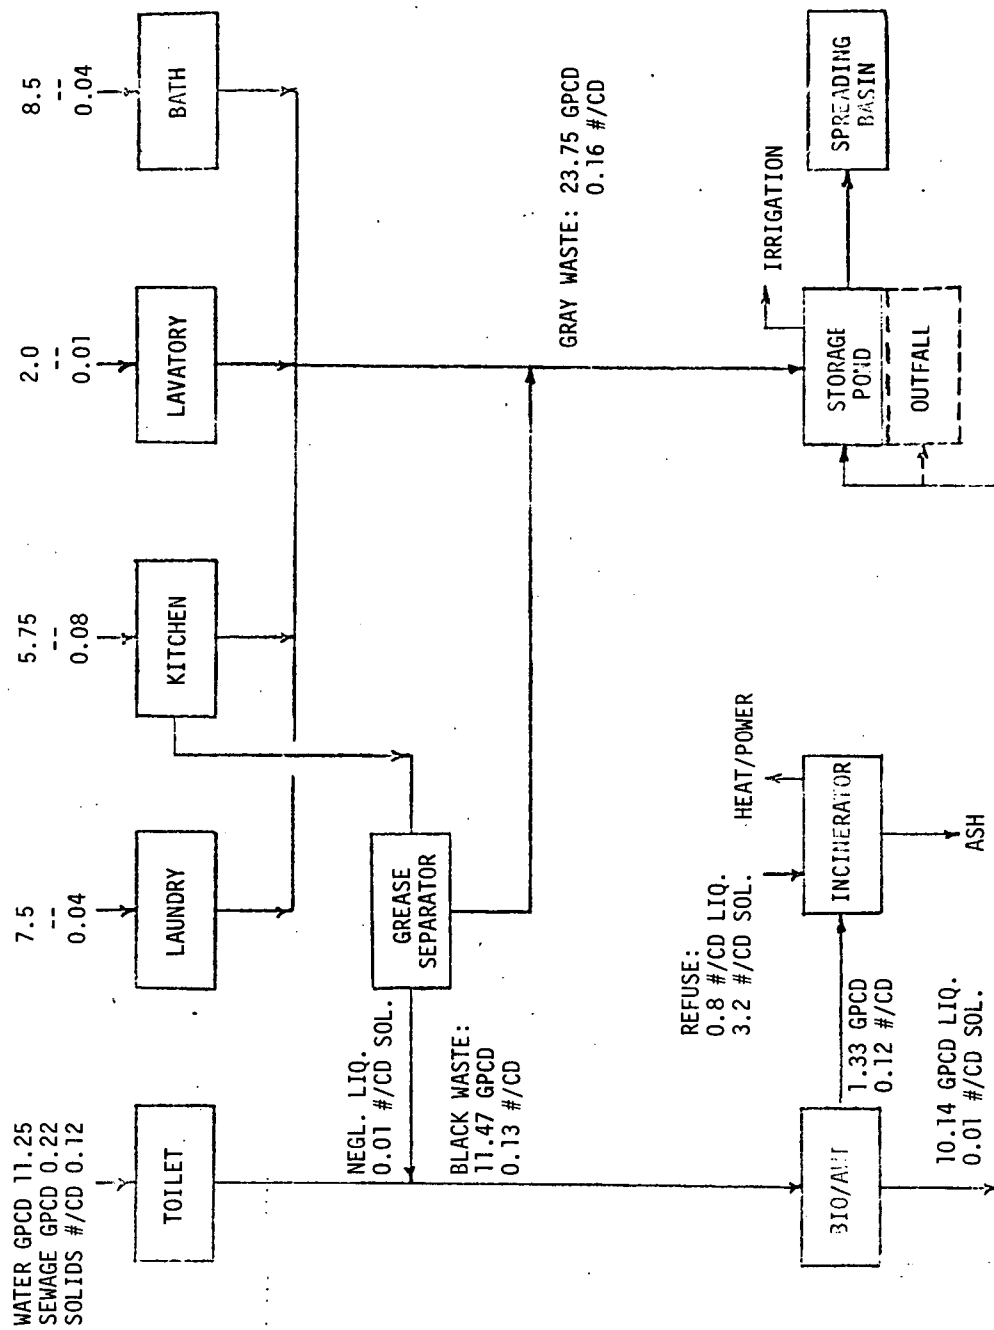 WATER GPCD 11.25
SEWAGE GPCD 0.22
SOLIDS #/CD 0.12
7.5
--
0.04
5.75
--
0.08
2.0
--
0.01
8.5
--
0.04
TOILET
LAUNDRY
KITCHEN
LAVATORY
BATH
NEGL. LIQ.
0.01 #/CD SOL.
GREASE
SEPARATOR
BLACK WASTE:
11.47 GPCD
0.13 #/CD
GRAY WASTE: 23.75 GPCD
0.16 #/CD
REFUSE:
0.8 #/CD LIQ.
3.2 #/CD SOL.
HEAT/POWER
IRRIGATION
1.33 GPCD
0.12 #/CD
INCINERATOR
STORAGE
POND
OUTFALL
SPREADING
BASIN
10.14 GPCD LIQ.
0.01 #/CD SOL.
ASH